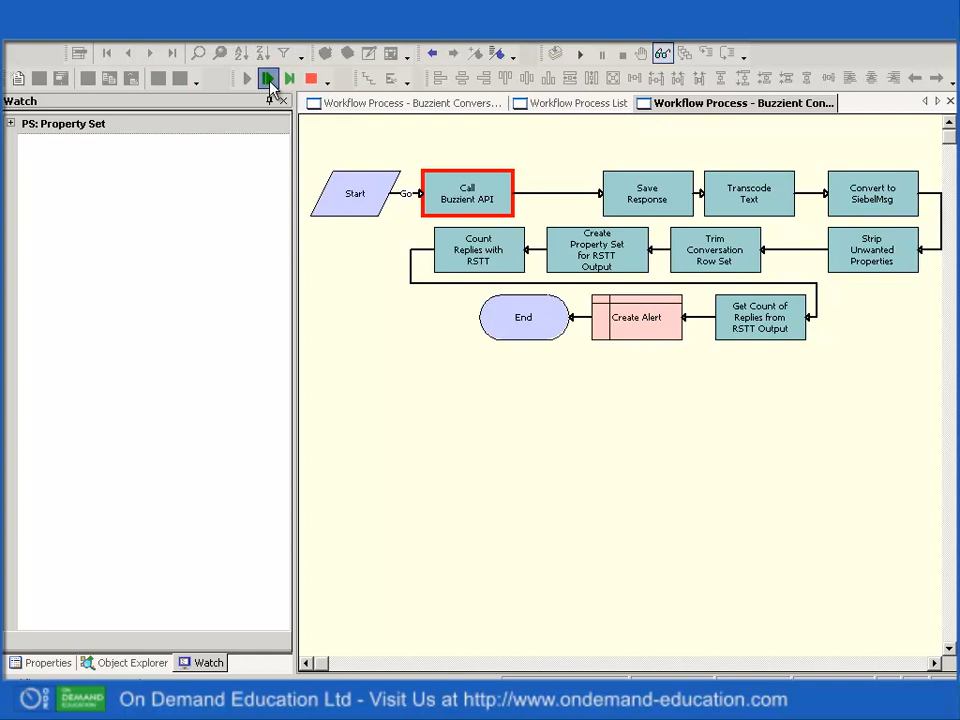 Watch
Workflow Process - Buzzient Convers...
Workflow Process List
Workflow Process - Buzzient Con...
PS: Property Set
Start
Go
Call
Buzzient API
Save
Response
Transcode
Text
Convert to
SiebelMsg
Count
Replies with
RSTT
Create
Property Set
for RSTT
Output
Trim
Conversation
Row Set
Strip
Unwanted
Properties
End
Create Alert
Get Count of
Replies from
RSTT Output
Properties
Object Explorer
Watch
ON
DEMAND
EDUCATION
On Demand Education Ltd - Visit Us at http://www.ondemand-education.com